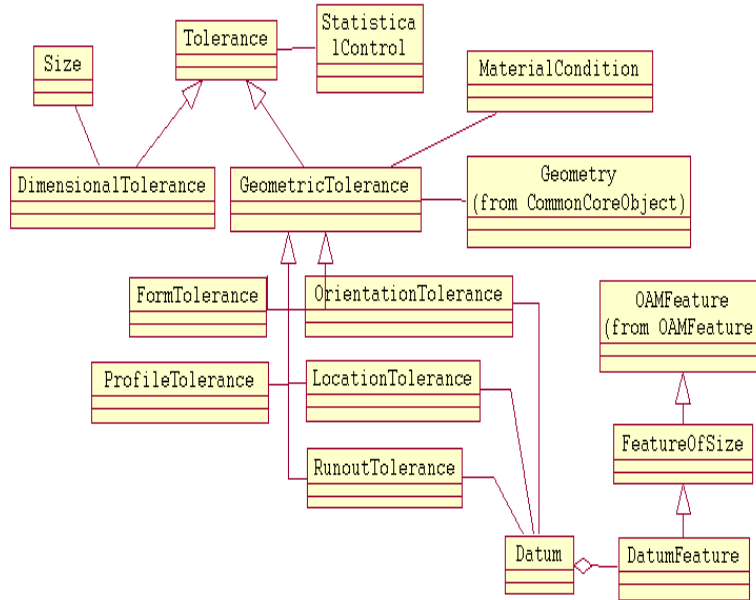 Tolerance
Statistica
lControl
Size
MaterialCondition
DimensionalTolerance
GeometricTolerance
Geometry
(from CommonCoreObject)
FormTolerance
OrientationTolerance
OAMFeature
(from OAMFeature
ProfileTolerance
LocationTolerance
FeatureOfSize
RunoutTolerance
Datum
DatumFeature